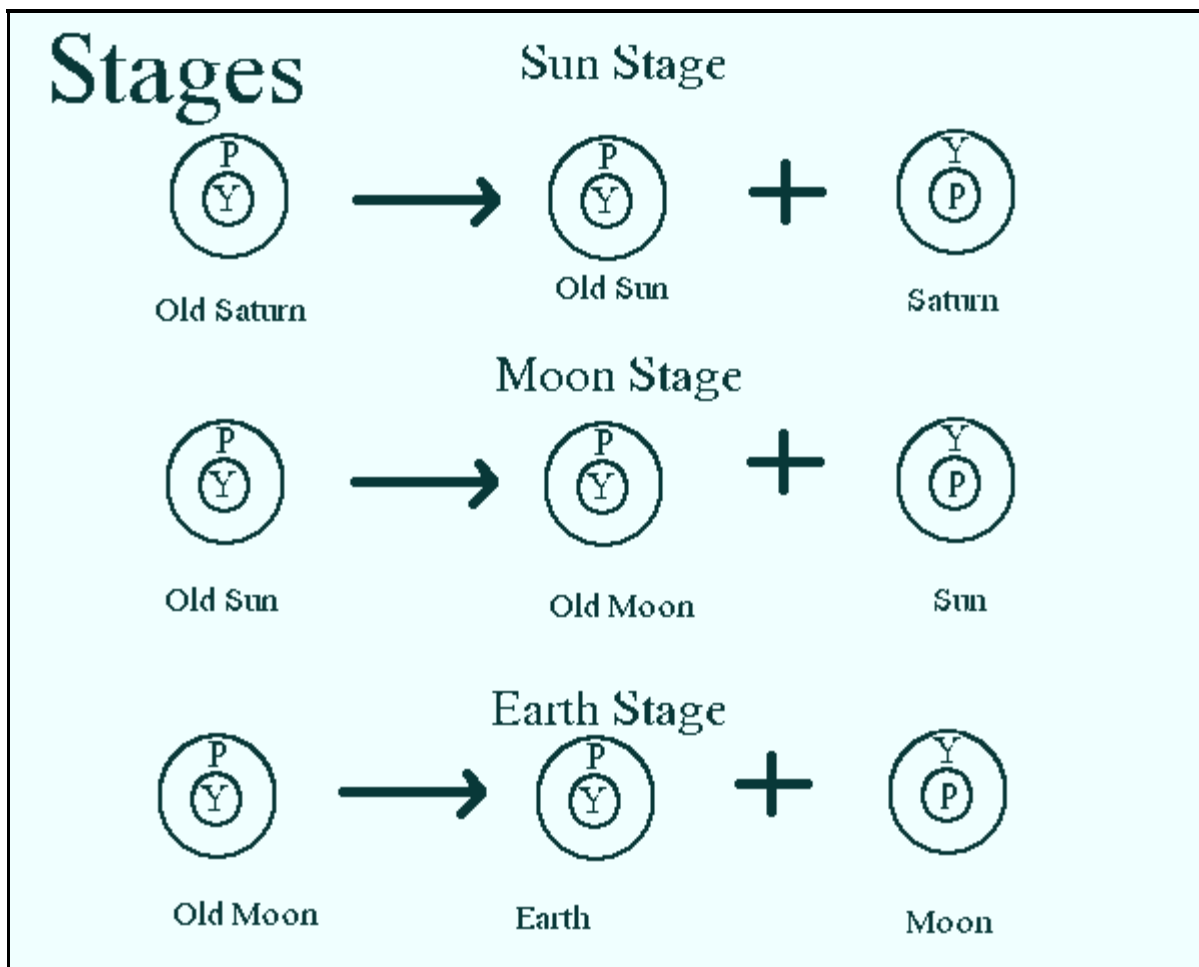 Stages
Sun Stage
P P Y
Y Y P
Old Saturn Old Sun Saturn
Moon Stage
P P Y
Y Y P
Old Sun Old Moon Sun
Earth Stage
P P Y
Y Y P
Old Moon Earth Moon